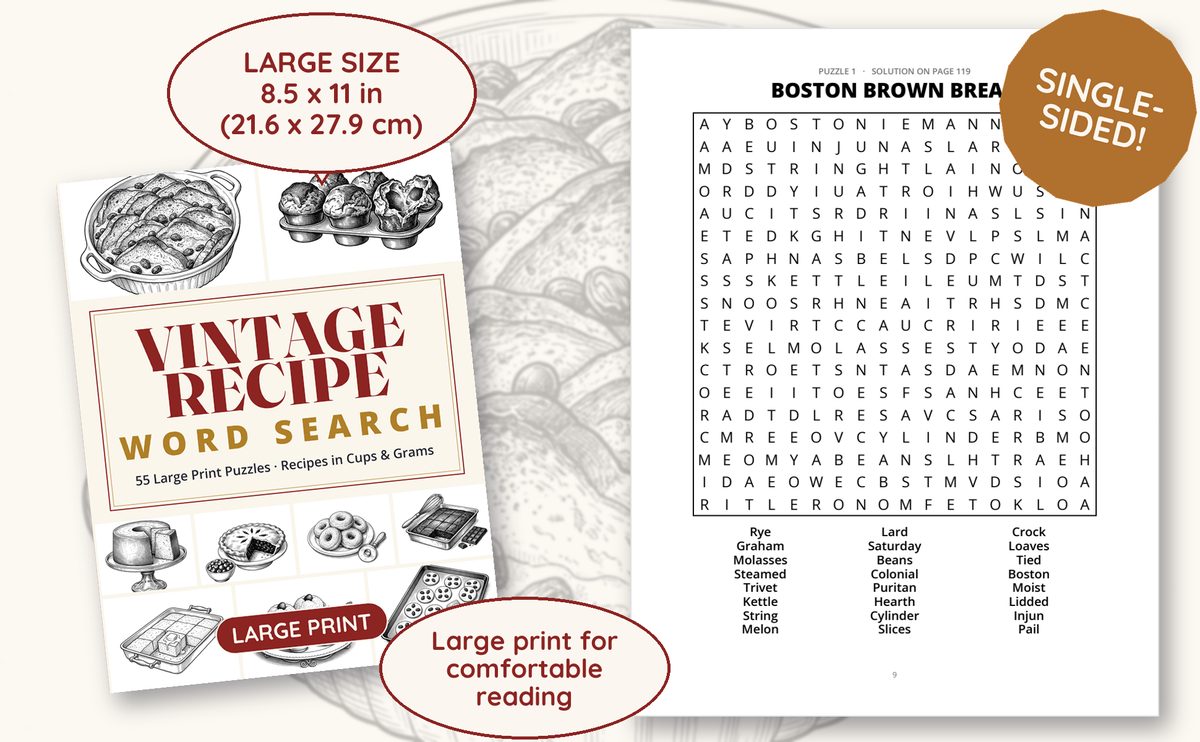 LARGE SIZE
8.5 x 11 in
(21.6 x 27.9 cm)
VINTAGE
RECIPE
WORD SEARCH
55 Large Print Puzzles · Recipes in Cups & Grams
LARGE PRINT
Large print for
comfortable
reading
SINGLE-
SIDED!
PUZZLE 1 · SOLUTION ON PAGE 119
BOSTON BROWN
A Y B O S T O N I E M A N N
A A E U I N J U N A S L A R
M D S T R I N G H T L A I N
O R D D Y I U A T R O I H W U S
A U C I T S R D R I I N A S L S I N
E T E D K G H I T N E V L P S L M A
S A P H N A S B E L S D P C W I L C
S S S K E T T L E I L E U M T D S T
S N O O S R H N E A I T R H S D M C
T E V I R T C C A U C R I R I E E E
K S E L M O L A S S E S T Y O D A E
C T R O E T S N T A S D A E M N O N
O E E I I T O E S F S A N H C E E T
R A D T D L R E S A V C S A R I S O
C M R E E O V C Y L I N D E R B M O
M E O M Y A B E A N S L H T R A E H
I D A E O W E C B S T M V D S I O A
R I T L E R O N O M F E T O K L O A
Rye Lard Crock
Graham Saturday Loaves
Molasses Beans Tied
Steamed Colonial Boston
Trivet Puritan Moist
Kettle Hearth Lidded
String Cylinder Injun
Melon Slices Pail
9